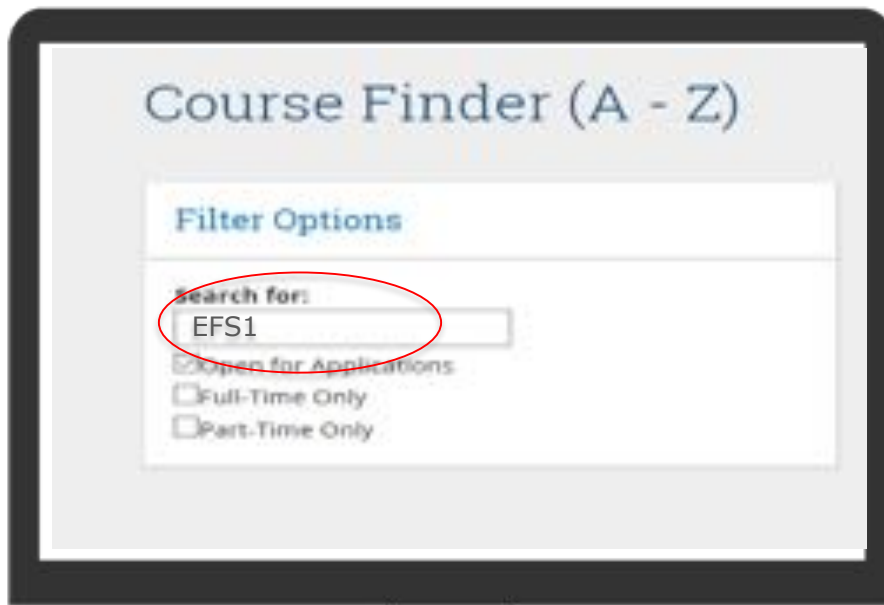 Course Finder (A - Z)
Filter Options
Search for:
EFS1
Open for Applications
Full-Time Only
Part-Time Only